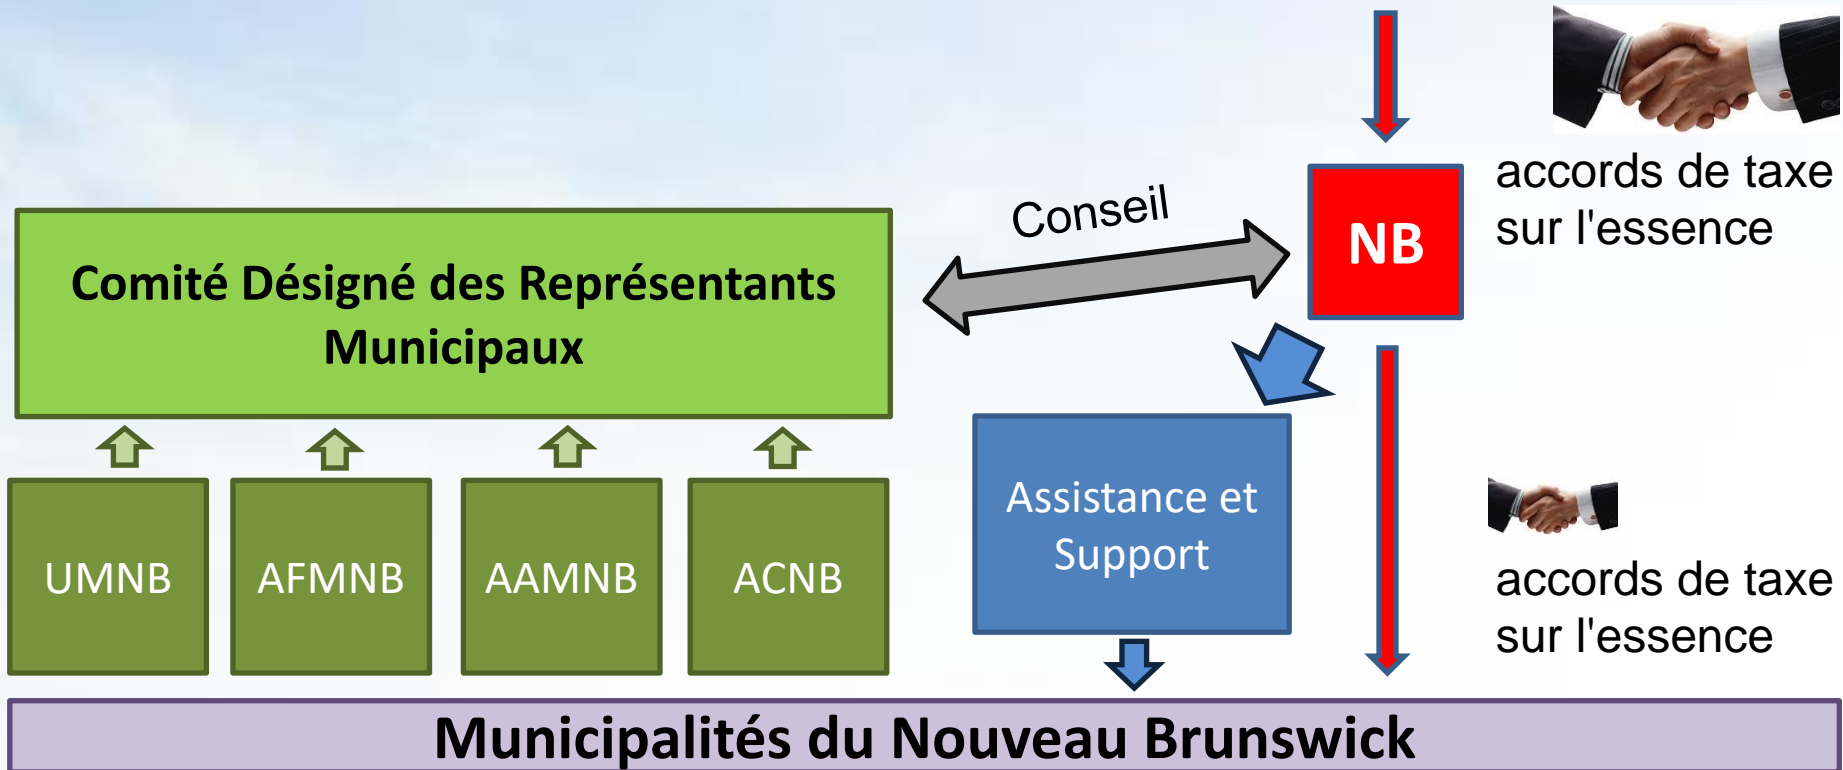 accords de taxe
sur l'essence
Conseil
NB
Comité Désigné des Représentants
Municipaux
Assistance et
Support
UMNB
AFMNB
AAMNB
ACNB
accords de taxe
sur l'essence
Municipalités du Nouveau Brunswick